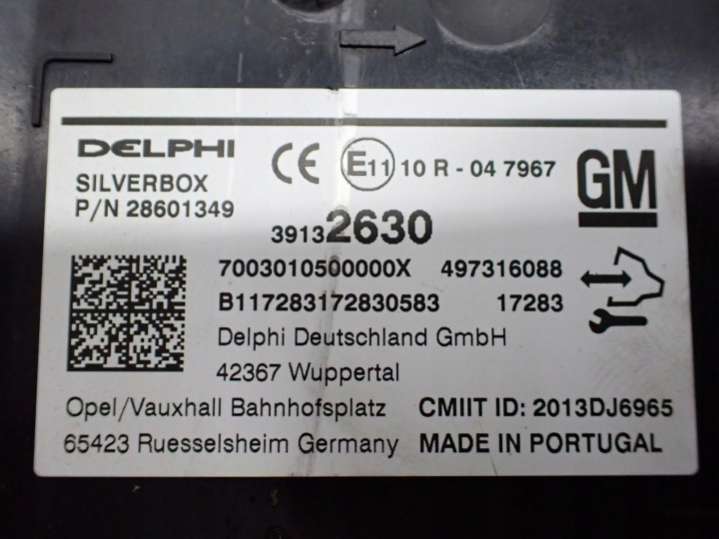 DELPHI CE E11 10 R - 04 7967 GM
SILVERBOX
P/N 28601349
39132630
7003010500000X 497316088
B117283172830583 17283
Delphi Deutschland GmbH
42367 Wuppertal
Opel/Vauxhall Bahnhofsplatz CMIIT ID: 2013DJ6965
65423 Ruesselsheim Germany MADE IN PORTUGAL